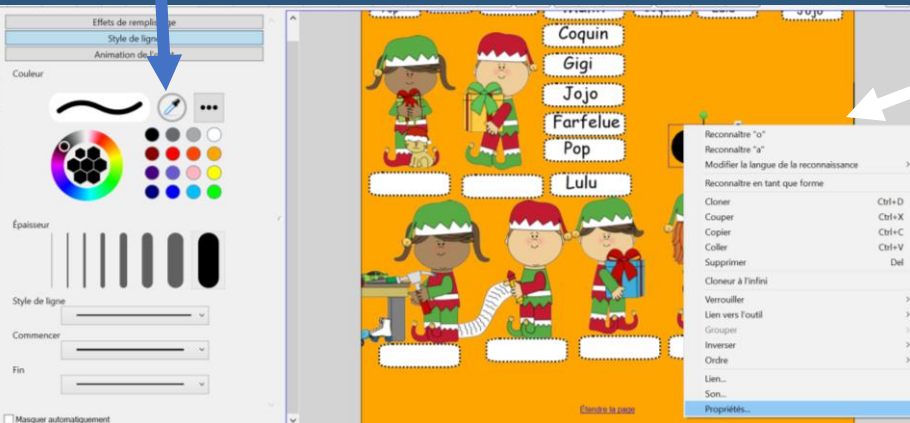 Effets de remplissage
Style de ligne
Animation de l'objet
Couleur
Épaisseur
Style de ligne
Commencer
Fin
Masquer automatiquement
Coquin
Gigi
Jojo
Farfelue
Pop
Lulu
Étendre la page
Reconnaître "o"
Reconnaître "a"
Modifier la langue de la reconnaissance
Reconnaître en tant que forme
Cloner Ctrl+D
Couper Ctrl+X
Copier Ctrl+C
Coller Ctrl+V
Supprimer Del
Cloneur à l'infini
Verrouiller
Lien vers l'outil
Grouper
Inverser
Ordre
Lien...
Son...
Propriétés...